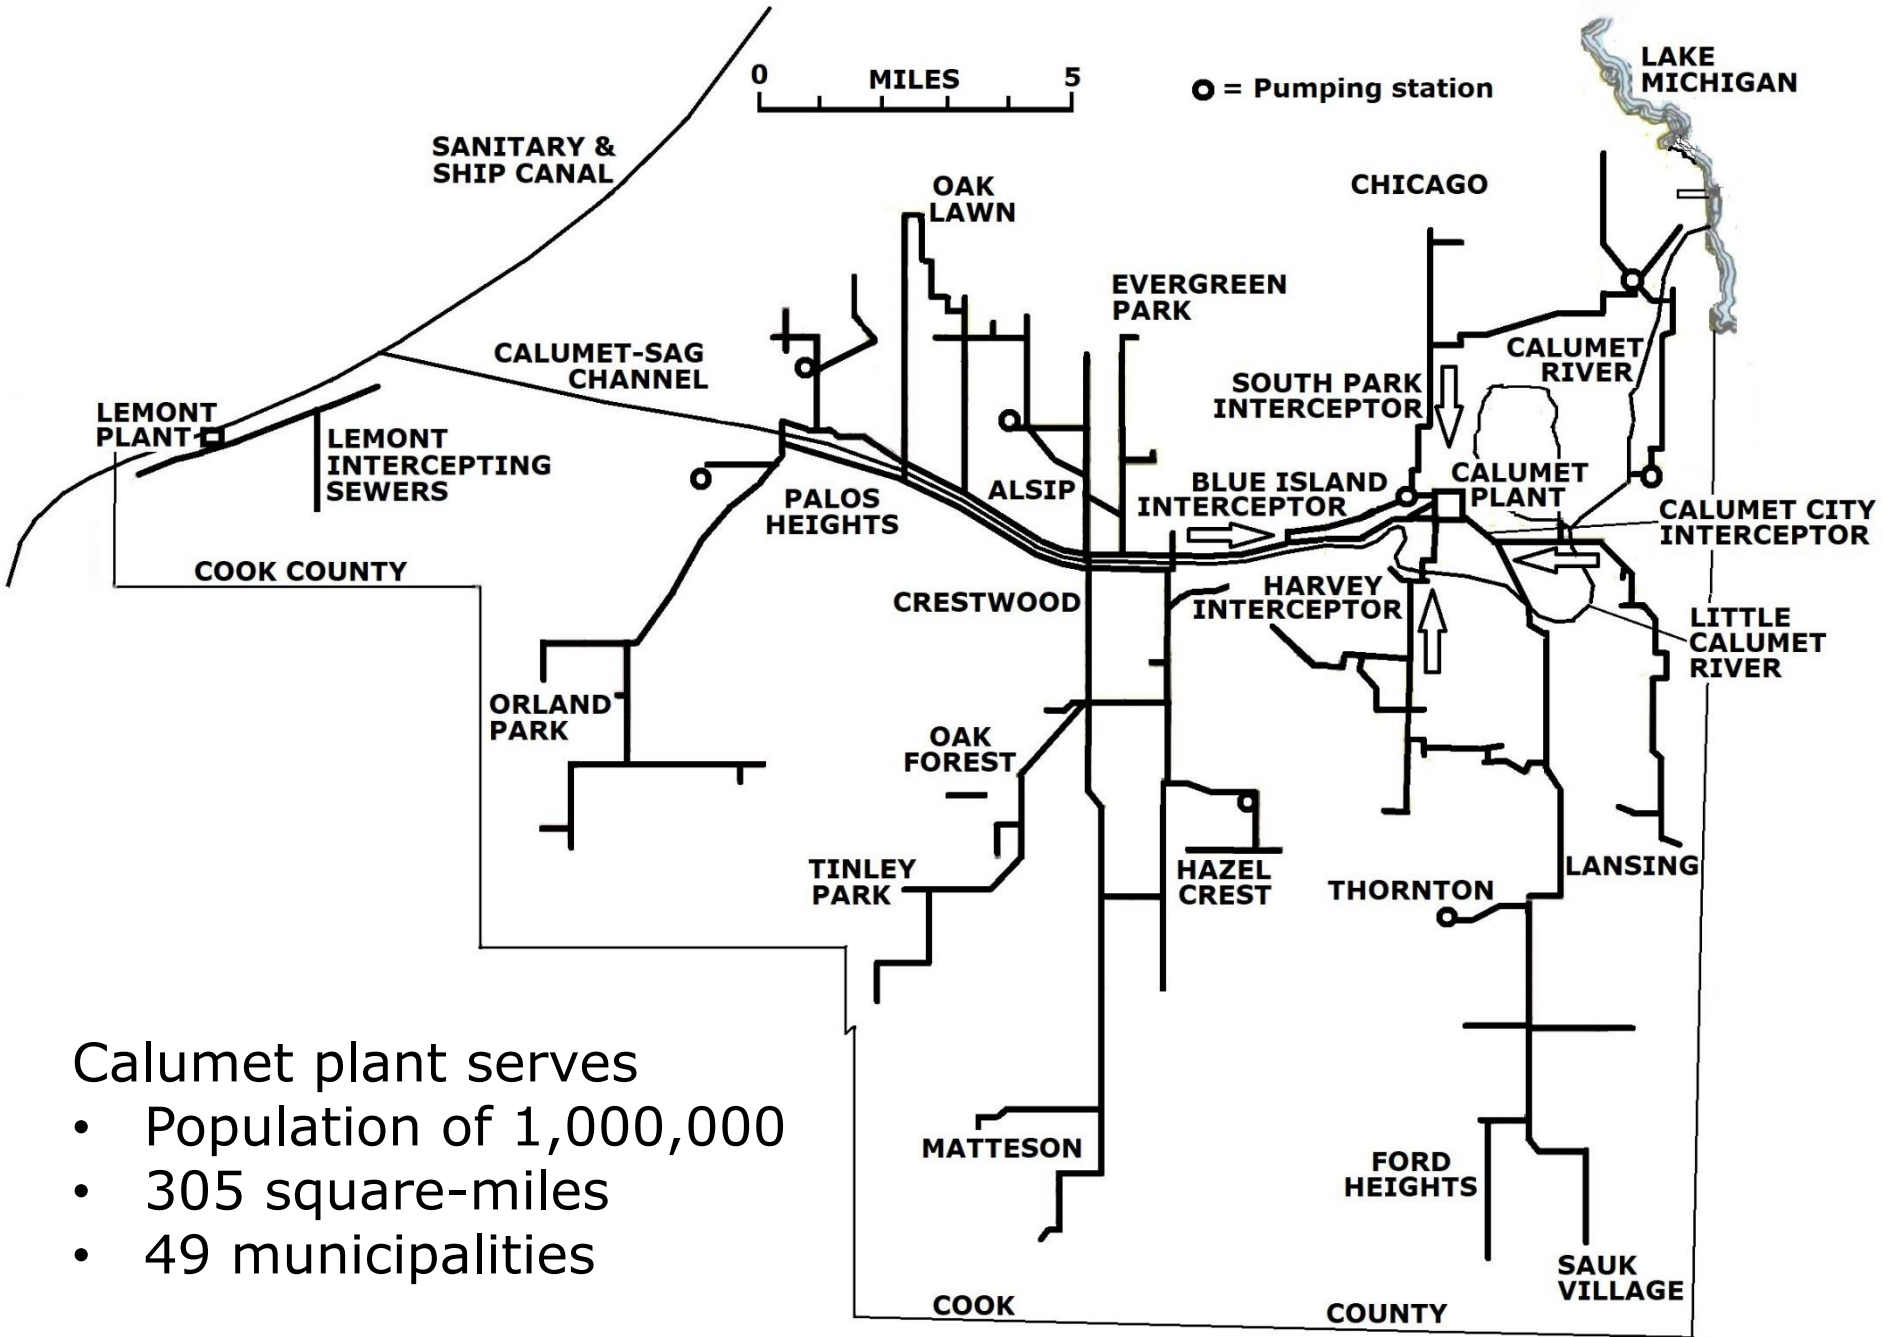 0 MILES 5
= Pumping station
LAKE
MICHIGAN
SANITARY &
SHIP CANAL
OAK
LAWN
CHICAGO
EVERGREEN
PARK
CALUMET-SAG
CHANNEL
CALUMET
RIVER
SOUTH PARK
INTERCEPTOR
LEMONT
PLANT
LEMONT
INTERCEPTING
SEWERS
PALOS
HEIGHTS
ALSIP
BLUE ISLAND
INTERCEPTOR
CALUMET
PLANT
CALUMET CITY
INTERCEPTOR
COOK COUNTY
CRESTWOOD
HARVEY
INTERCEPTOR
LITTLE
CALUMET
RIVER
ORLAND
PARK
OAK
FOREST
TINLEY
PARK
HAZEL
CREST
THORNTON
LANSING
Calumet plant serves
• Population of 1,000,000
• 305 square-miles
• 49 municipalities
MATTESON
FORD
HEIGHTS
SAUK
VILLAGE
COOK COUNTY